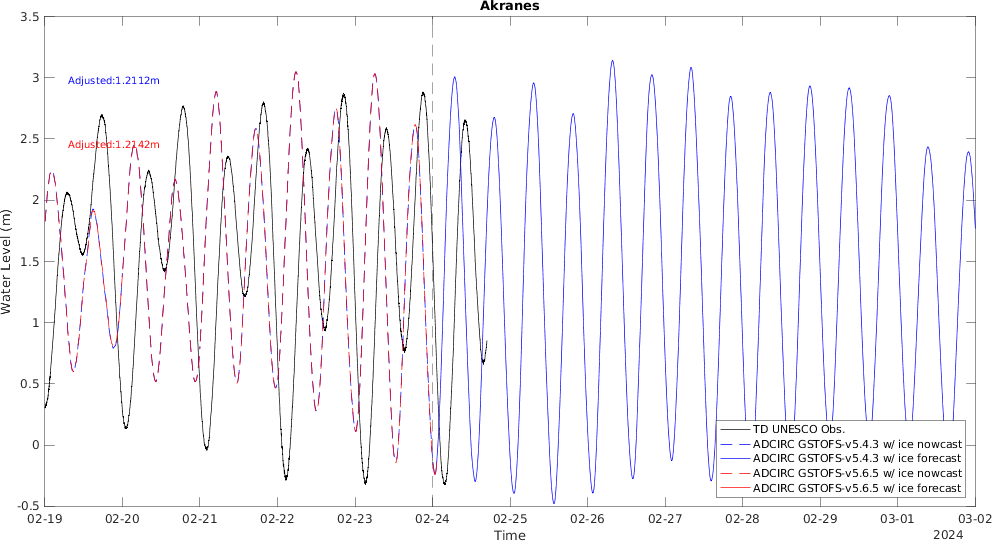 Akranes
3.5
3
2.5
2
1.5
1
0.5
0
-0.5
Water Level (m)
Adjusted:1.2112m
Adjusted:1.2142m
TD UNESCO Obs.
ADCIRC GSTOFS-v5.4.3 w/ ice nowcast
ADCIRC GSTOFS-v5.4.3 w/ ice forecast
ADCIRC GSTOFS-v5.6.5 w/ ice nowcast
ADCIRC GSTOFS-v5.6.5 w/ ice forecast
02-19 02-20 02-21 02-22 02-23 02-24 02-25 02-26 02-27 02-28 02-29 03-01 03-02
Time
2024